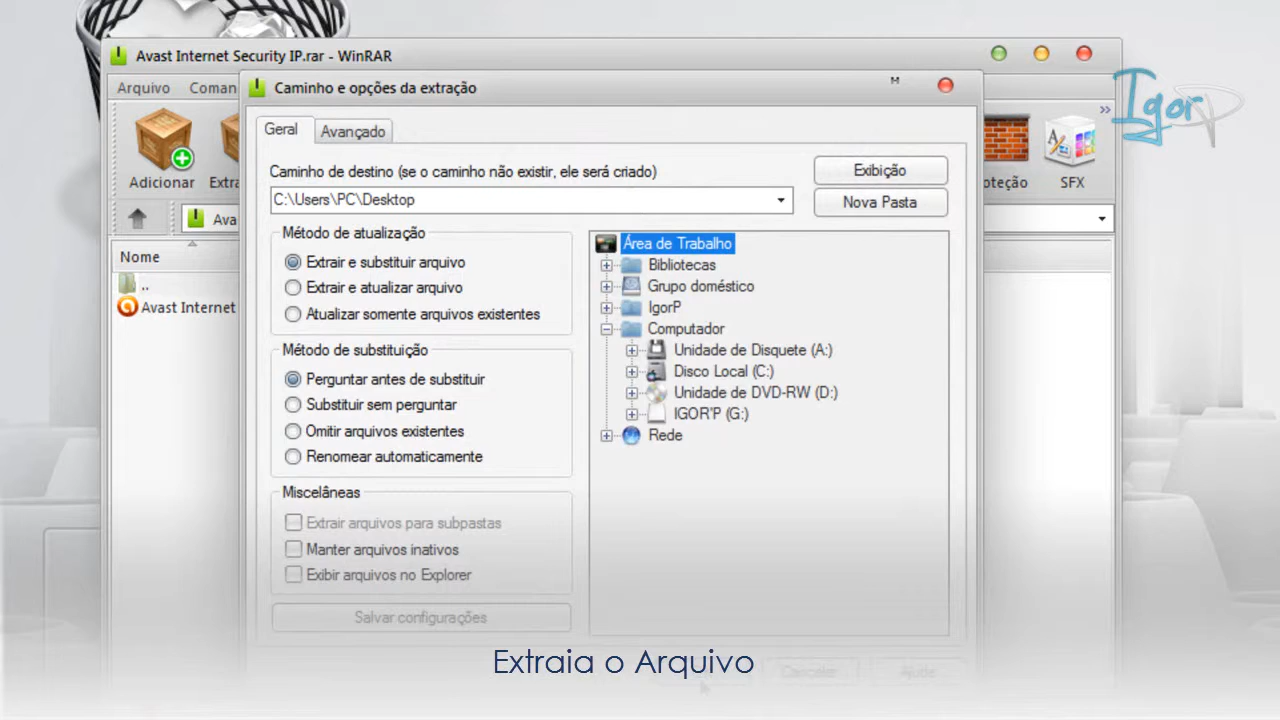 Avast Internet Security IP.rar - WinRAR
Arquivo Coman
Caminho e opções da extração
IgorP
Geral
Avançado
Adicionar
Extra
oteção
SFX
Caminho de destino (se o caminho não existir, ele será criado)
C:\Users\PC\Desktop
Exibição
Nova Pasta
Ava
Nome
..
Avast Internet
Método de atualização
Extrair e substituir arquivo
Extrair e atualizar arquivo
Atualizar somente arquivos existentes
Método de substituição
Perguntar antes de substituir
Substituir sem perguntar
Omitir arquivos existentes
Renomear automaticamente
Miscelâneas
Extrair arquivos para subpastas
Manter arquivos inativos
Exibir arquivos no Explorer
Salvar configurações
Área de Trabalho
Bibliotecas
Grupo doméstico
IgorP
Computador
Unidade de Disquete (A:)
Disco Local (C:)
Unidade de DVD-RW (D:)
IGOR'P (G:)
Rede
Extraia o Arquivo
Cancelar
Ajuda